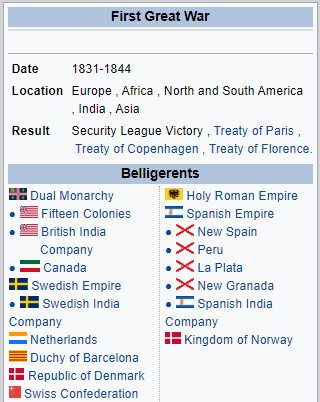 First Great War
Date 1831-1844
Location Europe , Africa , North and South America
, India , Asia
Result Security League Victory , Treaty of Paris ,
Treaty of Copenhagen , Treaty of Florence.
Belligerents
Dual Monarchy
• Fifteen Colonies
• British India
Company
• Canada
Swedish Empire
• Swedish India
Company
Netherlands
Duchy of Barcelona
Republic of Denmark
Swiss Confederation
Holy Roman Empire
Spanish Empire
• New Spain
• Peru
• La Plata
• New Granada
• Spanish India
Company
Kingdom of Norway